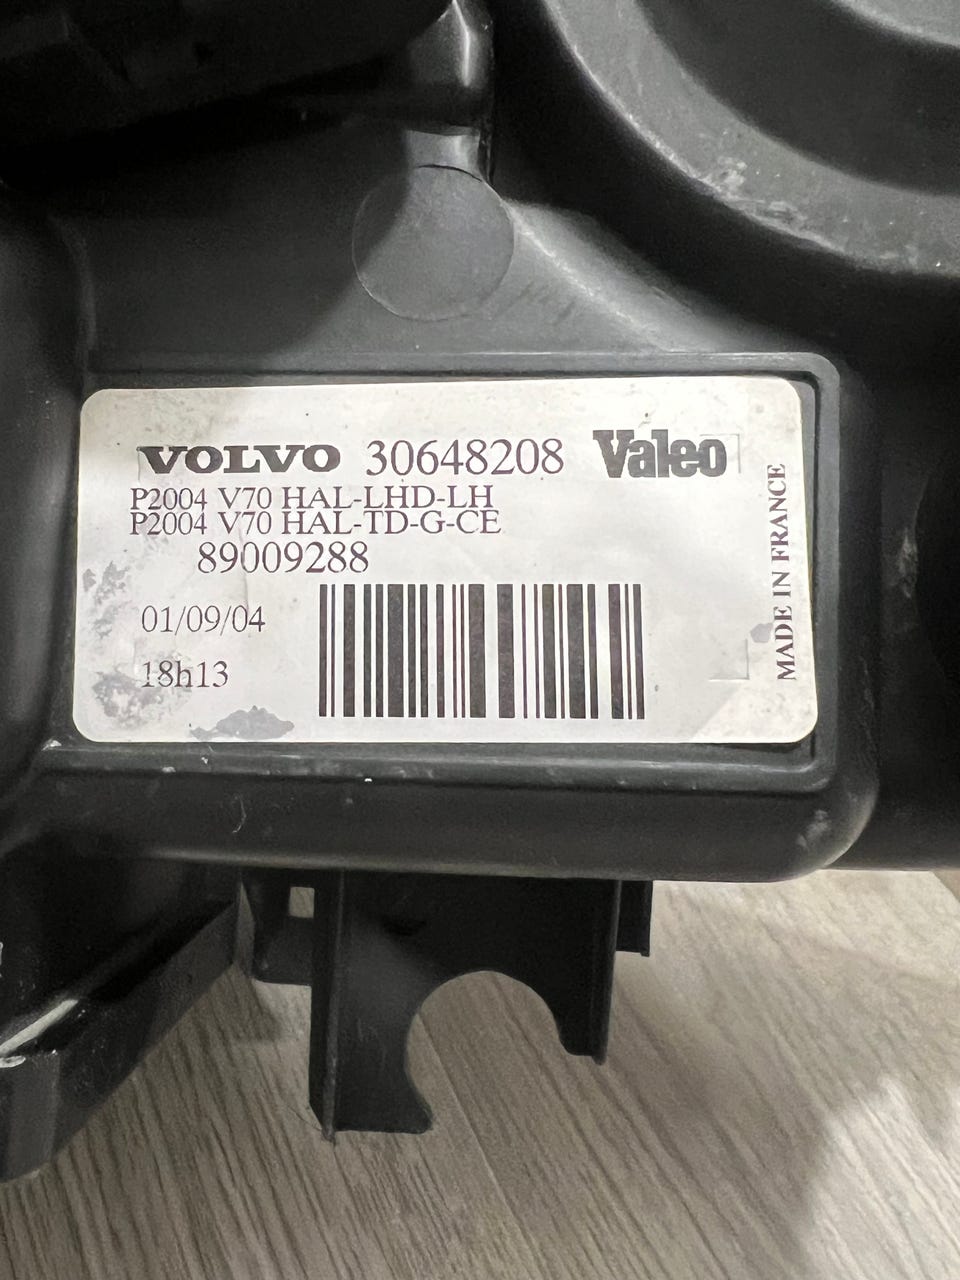 VOLVO 30648208 Valeo
P2004 V70 HAL-LHD-LH
P2004 V70 HAL-TD-G-CE
89009288
01/09/04
18h13
MADE IN FRANCE